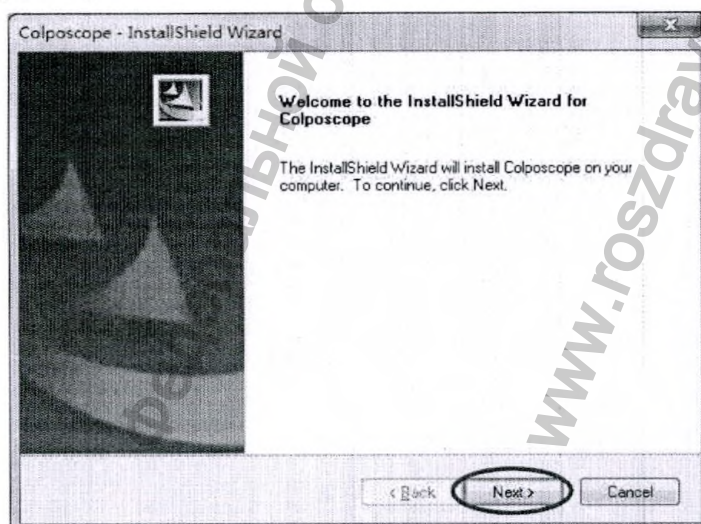 Colposcope - InstallShield Wizard
Welcome to the InstallShield Wizard for
Colposcope
The InstallShield Wizard will install Colposcope on your
computer. To continue, click Next.
< Back
Next >
Cancel
www.roszdrav